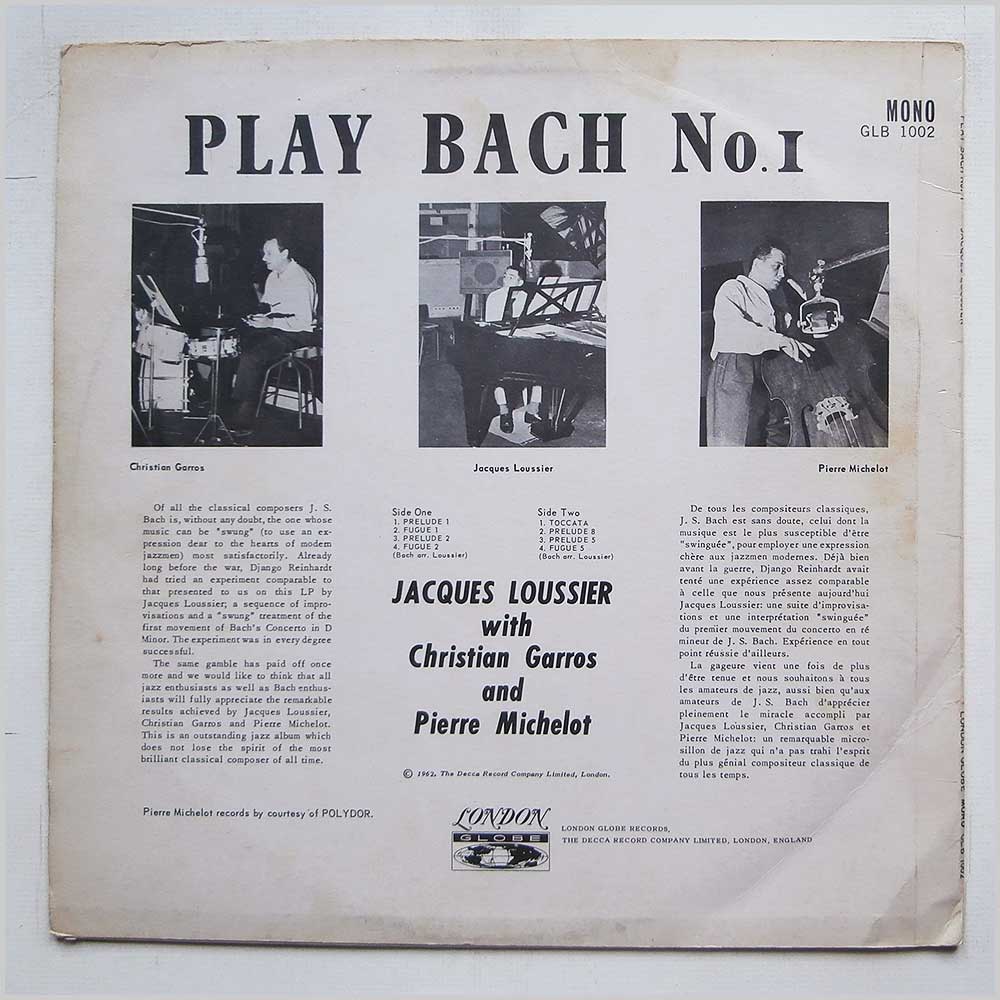 PLAY BACH No.1
MONO
GLB 1002
Christian Garros
Jacques Loussier
Pierre Michelot
Of all the classical composers J. S.
Bach is, without any doubt, the one whose
music can be "swung" (to use an ex-
pression dear to the hearts of modern
jazzmen) most satisfactorily. Already
long before the war, Django Reinhardt
had tried an experiment comparable to
that presented to us on this LP by
Jacques Loussier; a sequence of impro-
visations and a "swung" treatment of the
first movement of Bach's Concerto in D
Minor. The experiment was in every degree
successful.
The same gamble has paid off once
more and we would like to think that all
jazz enthusiasts as well as Bach enthus-
iasts will fully appreciate the remarkable
results achieved by Jacques Loussier,
Christian Garros and Pierre Michelot.
This is an outstanding jazz album which
does not lose the spirit of the most
brilliant classical composer of all time.
Pierre Michelot records by courtesy of POLYDOR.
Side One
1. PRELUDE 1
2. FUGUE 1
3. PRELUDE 2
4. FUGUE 2
(Bach arr. Loussier)
Side Two
1. TOCCATA
2. PRELUDE 8
3. PRELUDE 5
4. FUGUE 5
(Bach arr. Loussier)
JACQUES LOUSSIER
with
Christian Garros
and
Pierre Michelot
© 1962, The Decca Record Company Limited, London.
De tous les compositeurs classiques,
J. S. Bach est sans doute, celui dont la
musique est le plus susceptible d'être
"swinguée", pour employer une expression
chère aux jazzmen modernes. Déjà bien
avant la guerre, Django Reinhardt avait
tenté une expérience assez comparable
à celle que nous présente aujourd'hui
Jacques Loussier: une suite d'improvisa-
tions et une interprétation "swinguée"
du premier mouvement du concerto en ré
mineur de J. S. Bach. Expérience en tout
point réussie d'ailleurs.
La gageure vient une fois de plus
d'être tenue et nous souhaitons à tous
les amateurs de jazz, aussi bien qu'aux
amateurs de J. S. Bach d'apprécier
pleinement le miracle accompli par
Jacques Loussier, Christian Garros et
Pierre Michelot: un remarquable micro-
sillon de jazz qui n'a pas trahi l'esprit
du plus génial compositeur classique de
tous les temps.
LONDON
GLOBE
LONDON GLOBE RECORDS,
THE DECCA RECORD COMPANY LIMITED, LONDON, ENGLAND